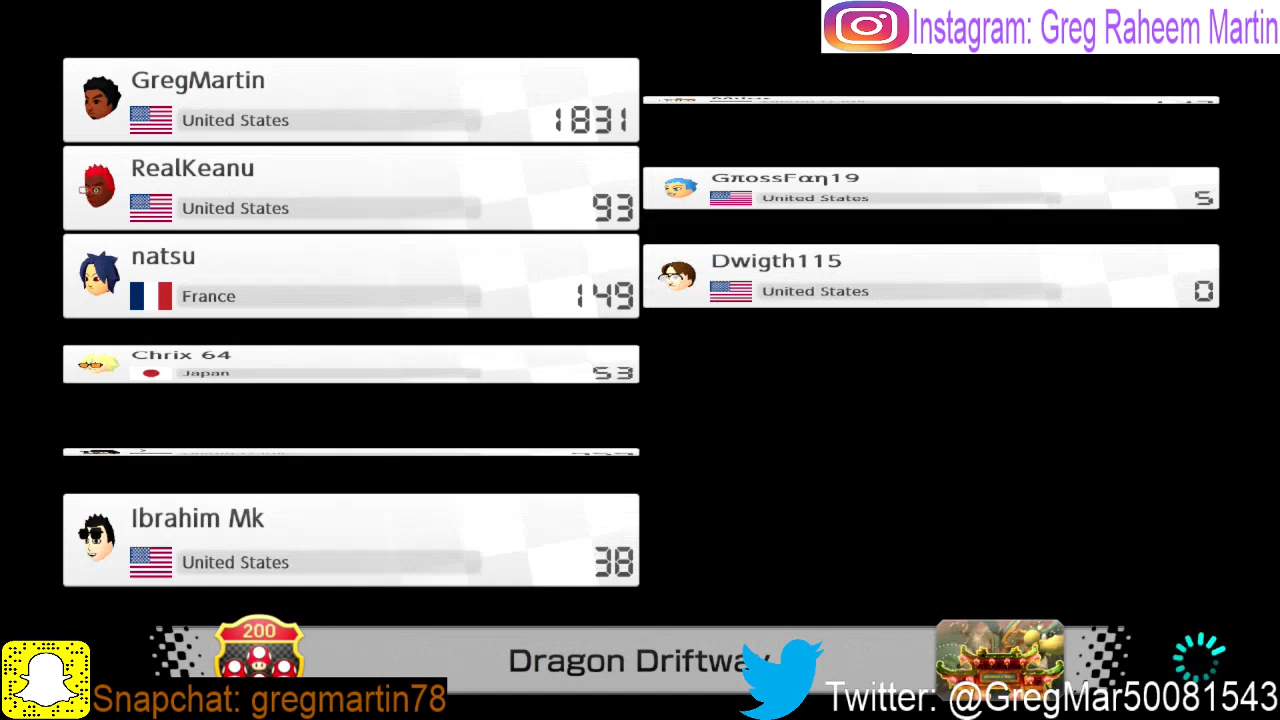 Instagram: Greg Raheem Martin
GregMartin
United States
1831
RealKeanu
United States
93
natsu
France
149
Chrix 64
Japan
53
Ibrahim Mk
United States
38
GπossFαη19
United States
5
Dwigth115
United States
0
200
Dragon Driftway
Snapchat: gregmartin78
Twitter: @GregMar50081543